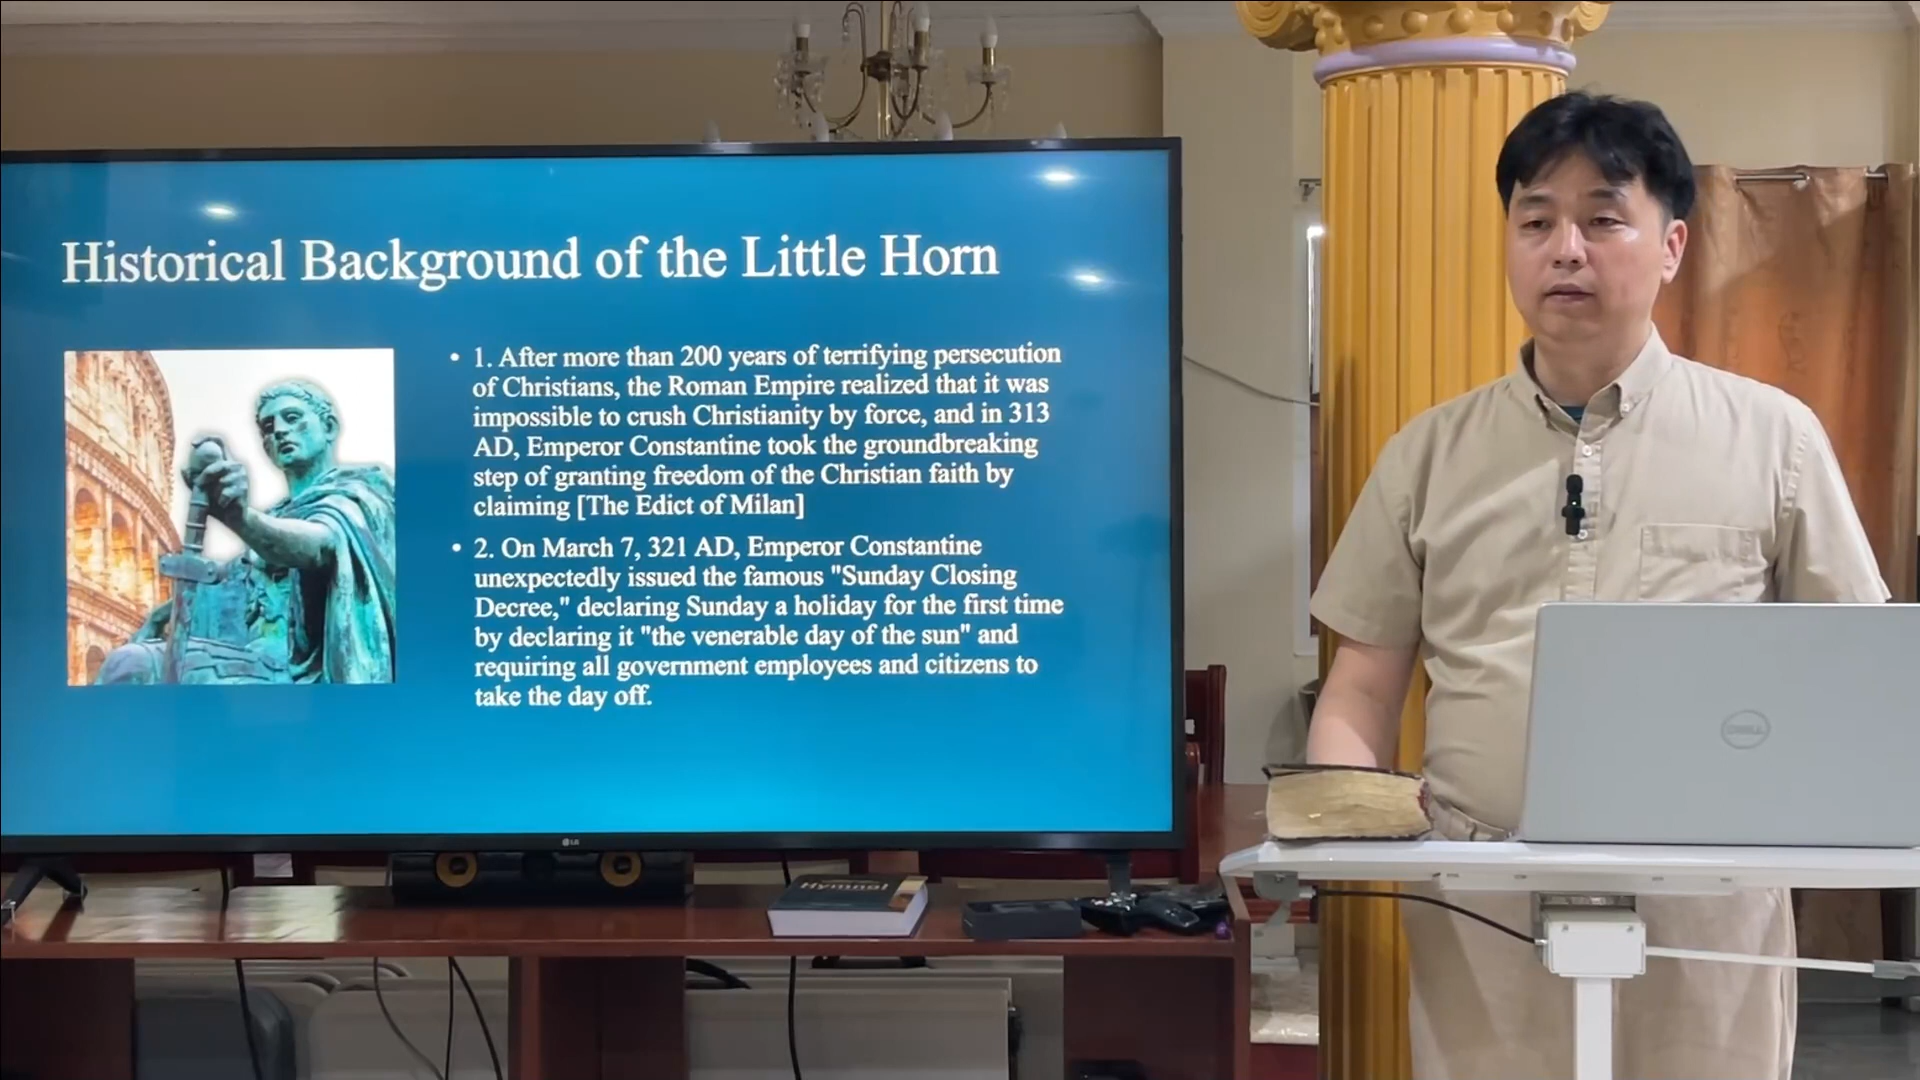 Historical Background of the Little Horn
• 1. After more than 200 years of terrifying persecution
of Christians, the Roman Empire realized that it was
impossible to crush Christianity by force, and in 313
AD, Emperor Constantine took the groundbreaking
step of granting freedom of the Christian faith by
claiming [The Edict of Milan]
• 2. On March 7, 321 AD, Emperor Constantine
unexpectedly issued the famous "Sunday Closing
Decree," declaring Sunday a holiday for the first time
by declaring it "the venerable day of the sun" and
requiring all government employees and citizens to
take the day off.
LG
Hymnal
DELL